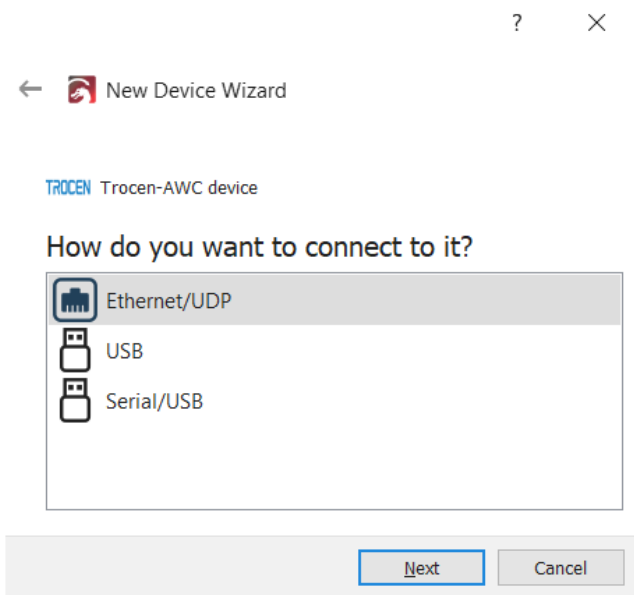 ?
New Device Wizard
TROCEN Trocen-AWC device
How do you want to connect to it?
Ethernet/UDP
USB
Serial/USB
Next Cancel